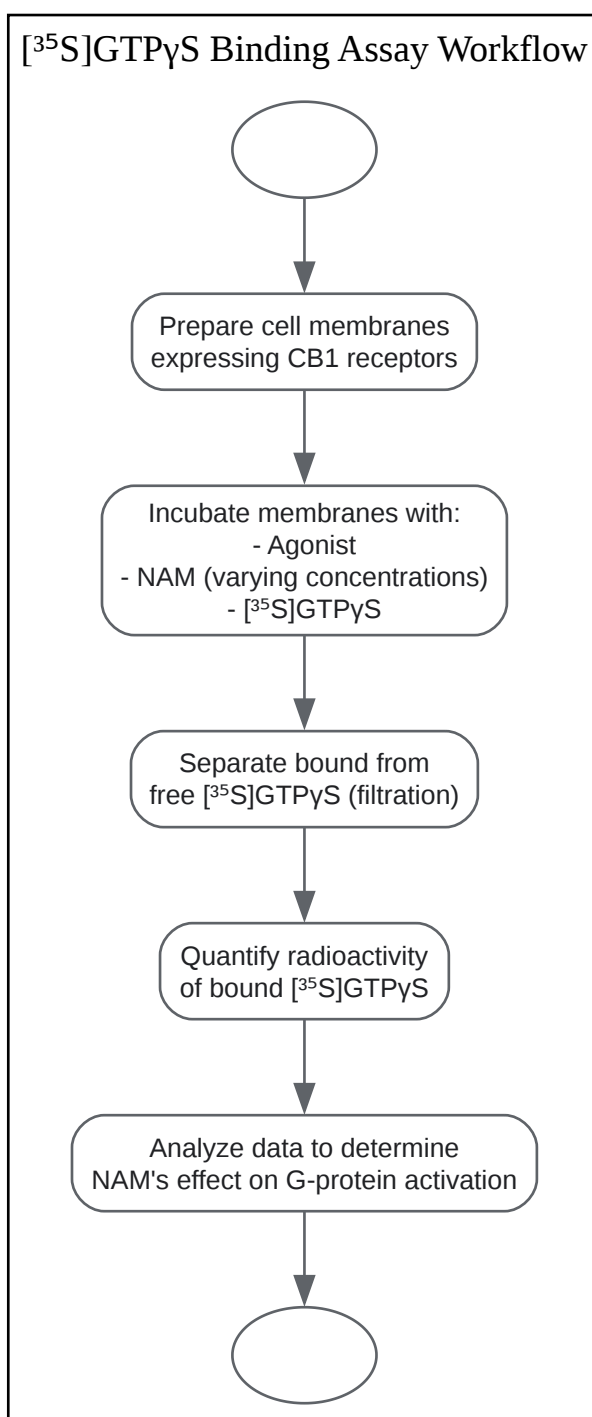 [³⁵S]GTPγS Binding Assay Workflow
Prepare cell membranes
expressing CB1 receptors
Incubate membranes with:
- Agonist
- NAM (varying concentrations)
- [³⁵S]GTPγS
Separate bound from
free [³⁵S]GTPγS (filtration)
Quantify radioactivity
of bound [³⁵S]GTPγS
Analyze data to determine
NAM's effect on G-protein activation